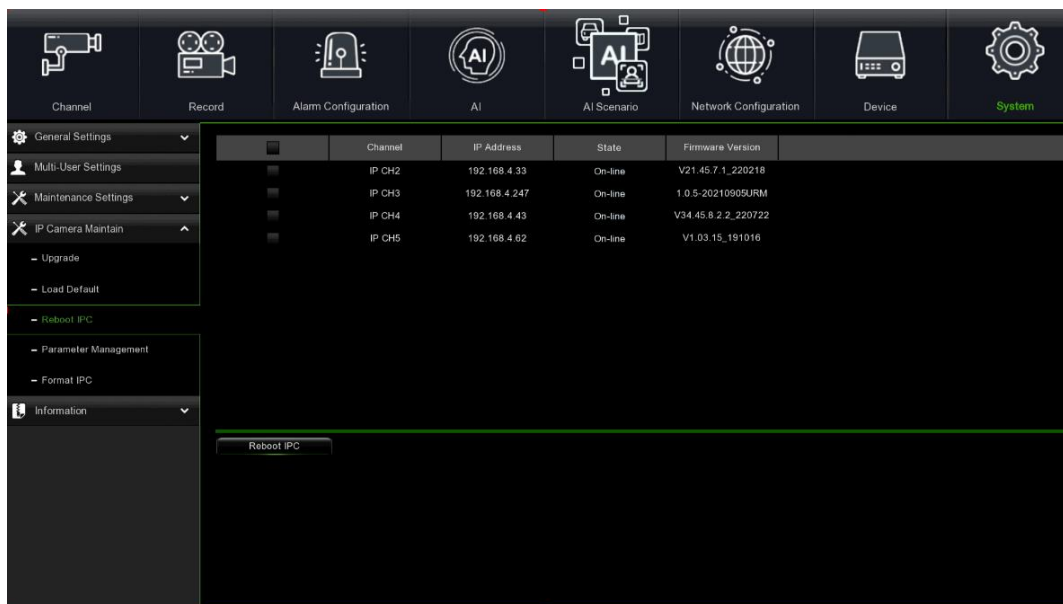 AI
AI
Channel Record Alarm Configuration AI AI Scenario Network Configuration Device System
General Settings
Multi-User Settings
Maintenance Settings
IP Camera Maintain
Upgrade
Load Default
Reboot IPC
Parameter Management
Format IPC
Information
Channel IP Address State Firmware Version
IP CH2 192.168.4.33 On-line V21.45.7.1_220218
IP CH3 192.168.4.247 On-line 1.0.5-20210905URM
IP CH4 192.168.4.43 On-line V34.45.8.2.2_220722
IP CH5 192.168.4.62 On-line V1.03.15_191016
Reboot IPC